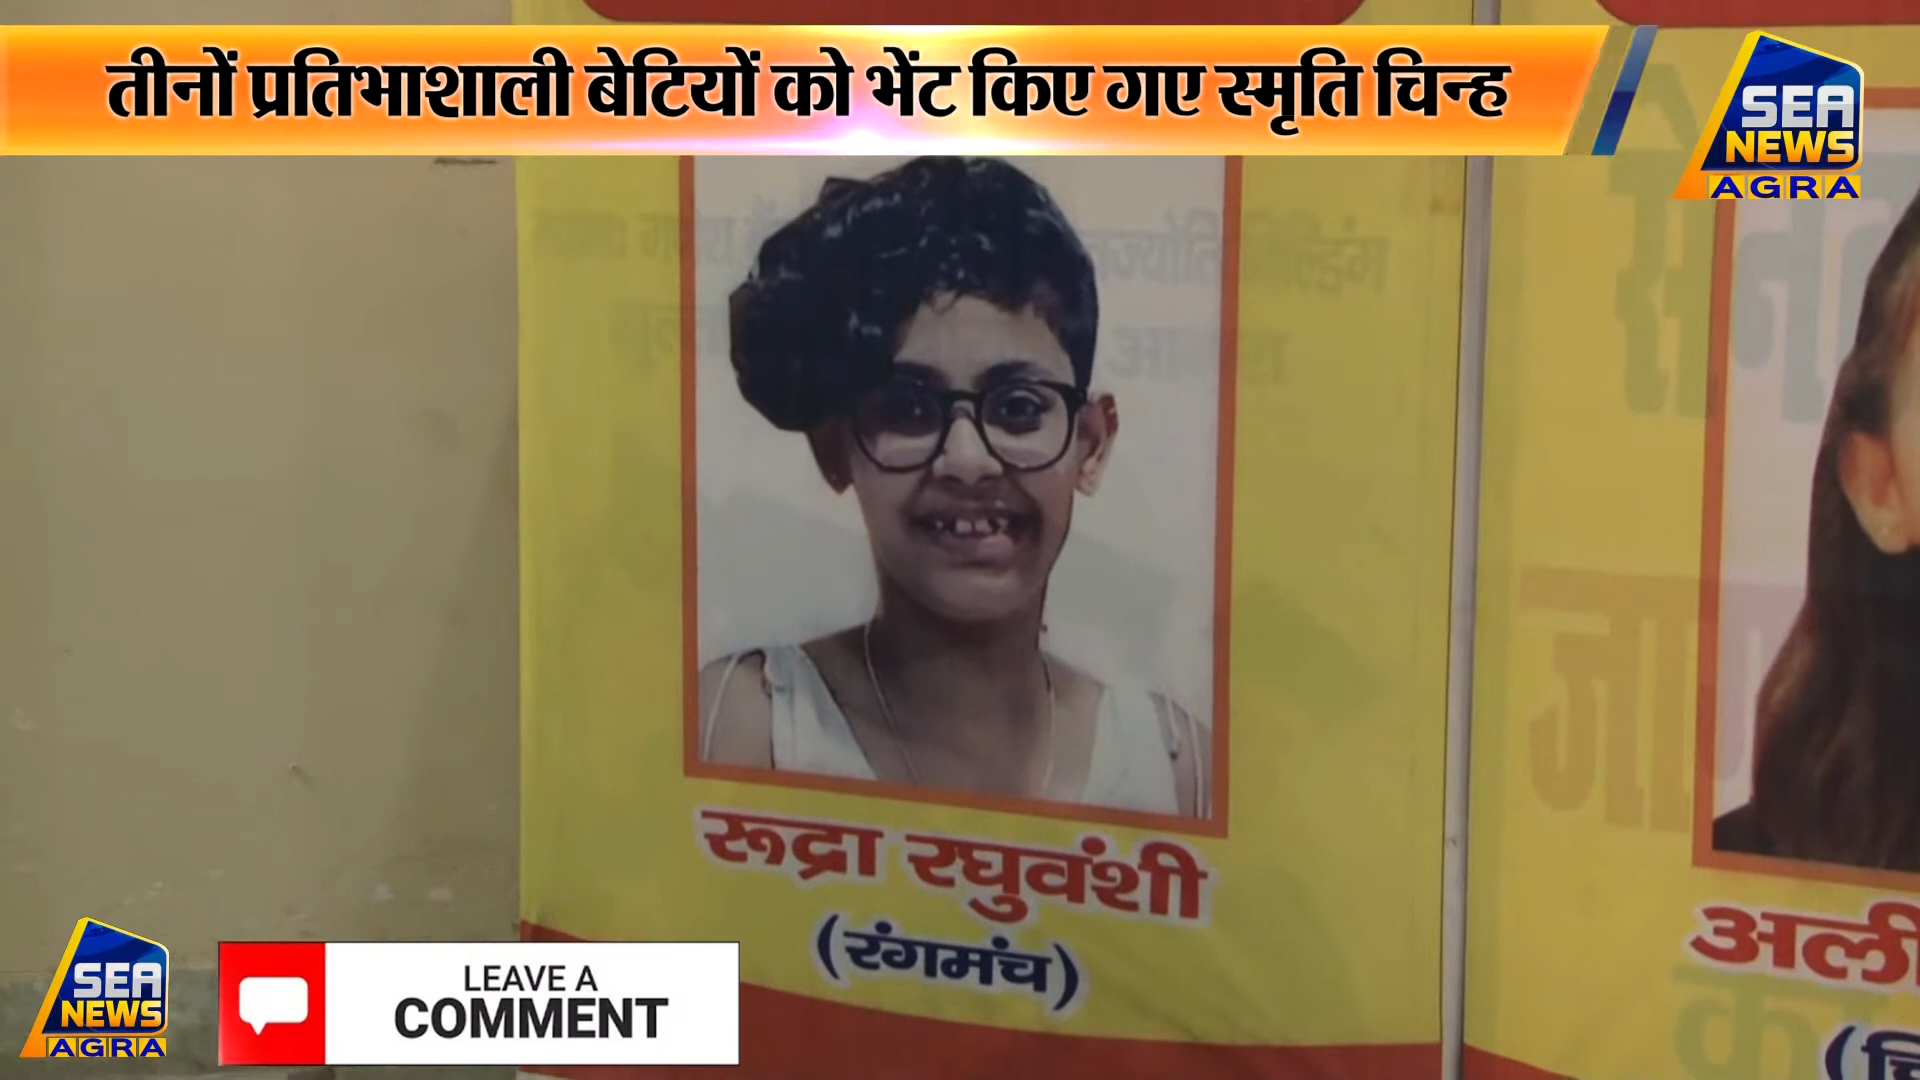 तीनों प्रतिभाशाली बेटियों को भेंट किए गए स्मृति चिन्ह
SEA
NEWS
AGRA
रूद्रा रघुवंशी
(रंगमंच)
अली
SEA
NEWS
AGRA
LEAVE A
COMMENT